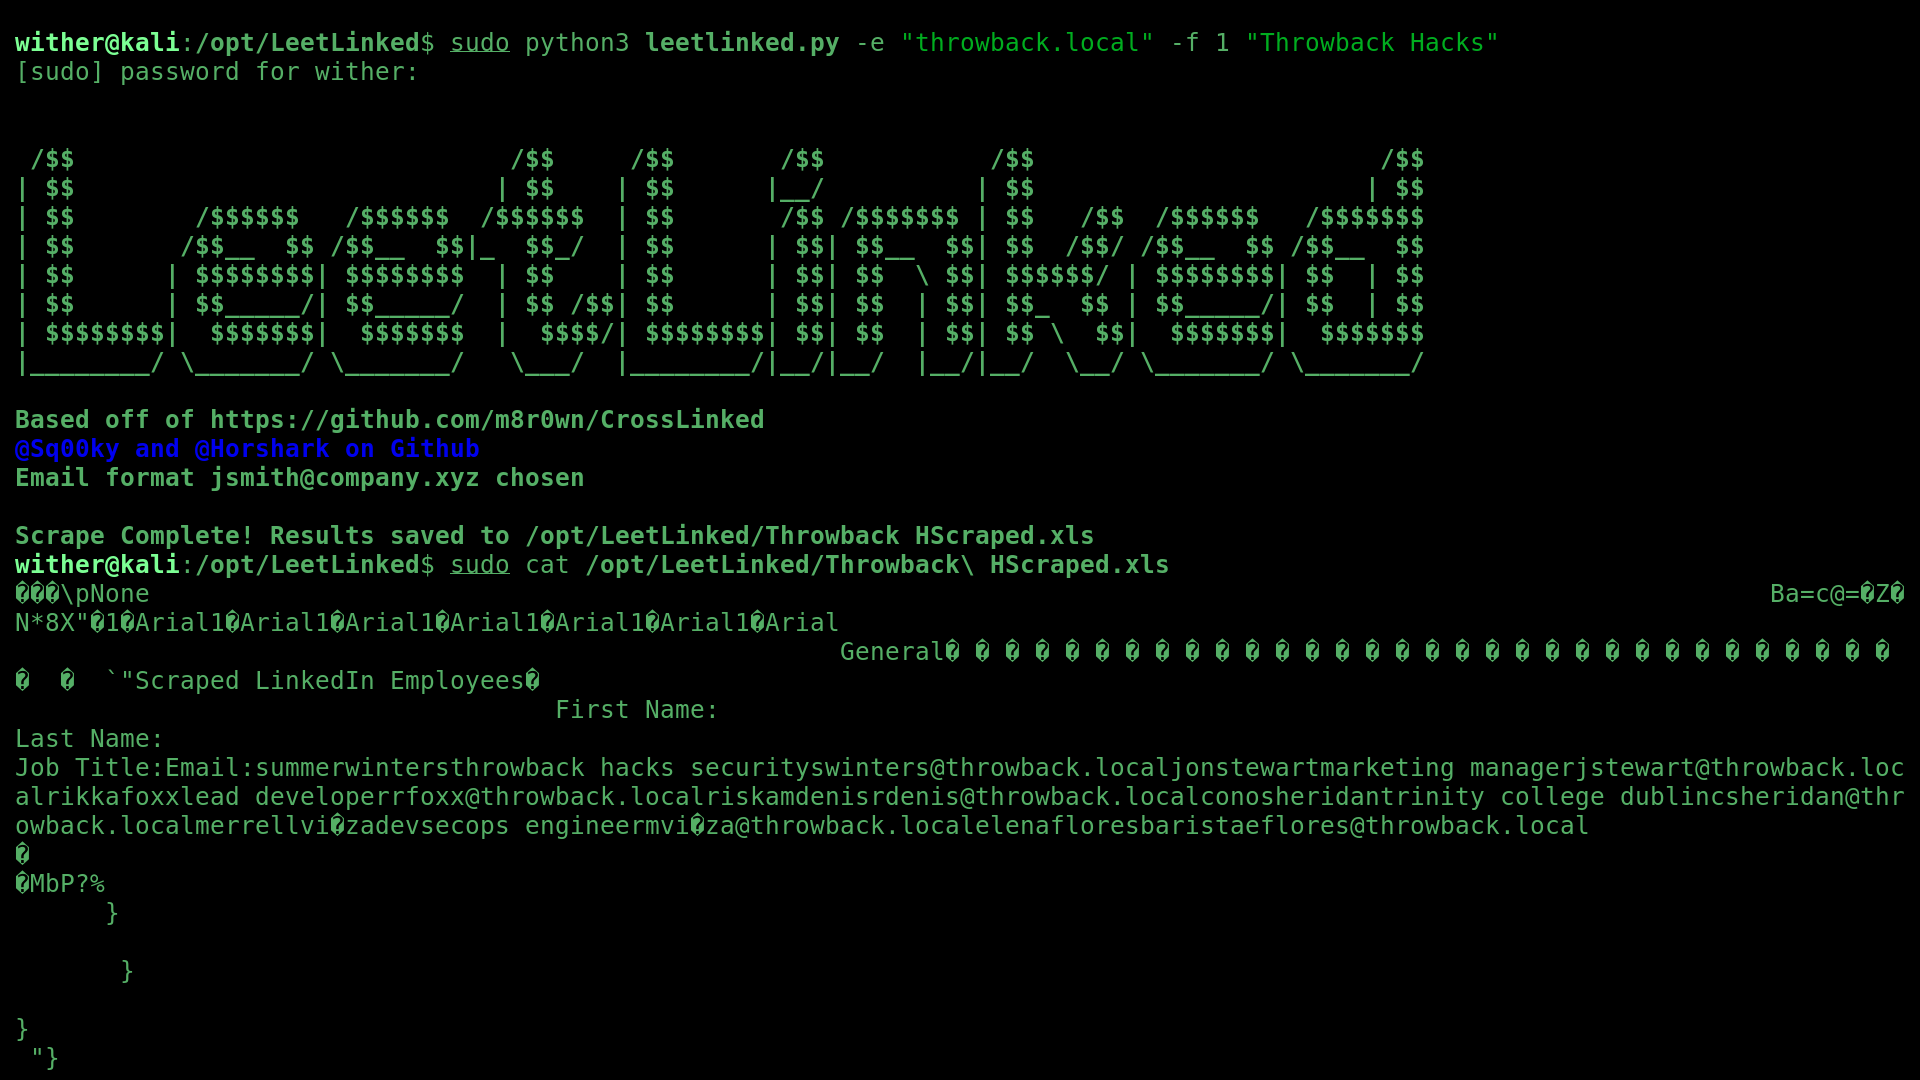 wither@kali:/opt/LeetLinked$ sudo python3 leetlinked.py -e "throwback.local" -f 1 "Throwback Hacks"
[sudo] password for wither:
 /$$                             /$$     /$$       /$$           /$$                       /$$
| $$                            | $$    | $$      |__/          | $$                      | $$
| $$        /$$$$$$   /$$$$$$  /$$$$$$  | $$       /$$ /$$$$$$$ | $$   /$$  /$$$$$$   /$$$$$$$
| $$       /$$__  $$ /$$__  $$|_  $$_/  | $$      | $$| $$__  $$| $$  /$$/ /$$__  $$ /$$__  $$
| $$      | $$$$$$$$| $$$$$$$$  | $$    | $$      | $$| $$  \ $$| $$$$$$/ | $$$$$$$$| $$  | $$
| $$      | $$_____/| $$_____/  | $$ /$$| $$      | $$| $$  | $$| $$_  $$ | $$_____/| $$  | $$
| $$$$$$$$|  $$$$$$$|  $$$$$$$  |  $$$$/| $$$$$$$$| $$| $$  | $$| $$ \  $$|  $$$$$$$|  $$$$$$$
|________/ \_______/ \_______/   \___/  |________/|__/|__/  |__/|__/  \__/ \_______/ \_______/
Based off of https://github.com/m8r0wn/CrossLinked
@Sq00ky and @Horshark on Github
Email format jsmith@company.xyz chosen
Scrape Complete! Results saved to /opt/LeetLinked/Throwback HScraped.xls
wither@kali:/opt/LeetLinked$ sudo cat /opt/LeetLinked/Throwback\ HScraped.xls
���\pNone Ba=c@=�Z�
N*8X"�1�Arial1�Arial1�Arial1�Arial1�Arial1�Arial1�Arial
General� � � � � � � � � � � � � � � � � � � � � � � � � � � � � � � �
�  �  `"Scraped LinkedIn Employees�
First Name:
Last Name:
Job Title:Email:summerwintersthrowback hacks securityswinters@throwback.localjonstewartmarketing managerjstewart@throwback.loc
alrikkafoxxlead developerrfoxx@throwback.localriskamdenisrdenis@throwback.localconosheridantrinity college dublincsheridan@thr
owback.localmerrellvi�zadevsecops engineermvi�za@throwback.localelenafloresbaristaeflores@throwback.local
�
�MbP?%
}
}
}
"}